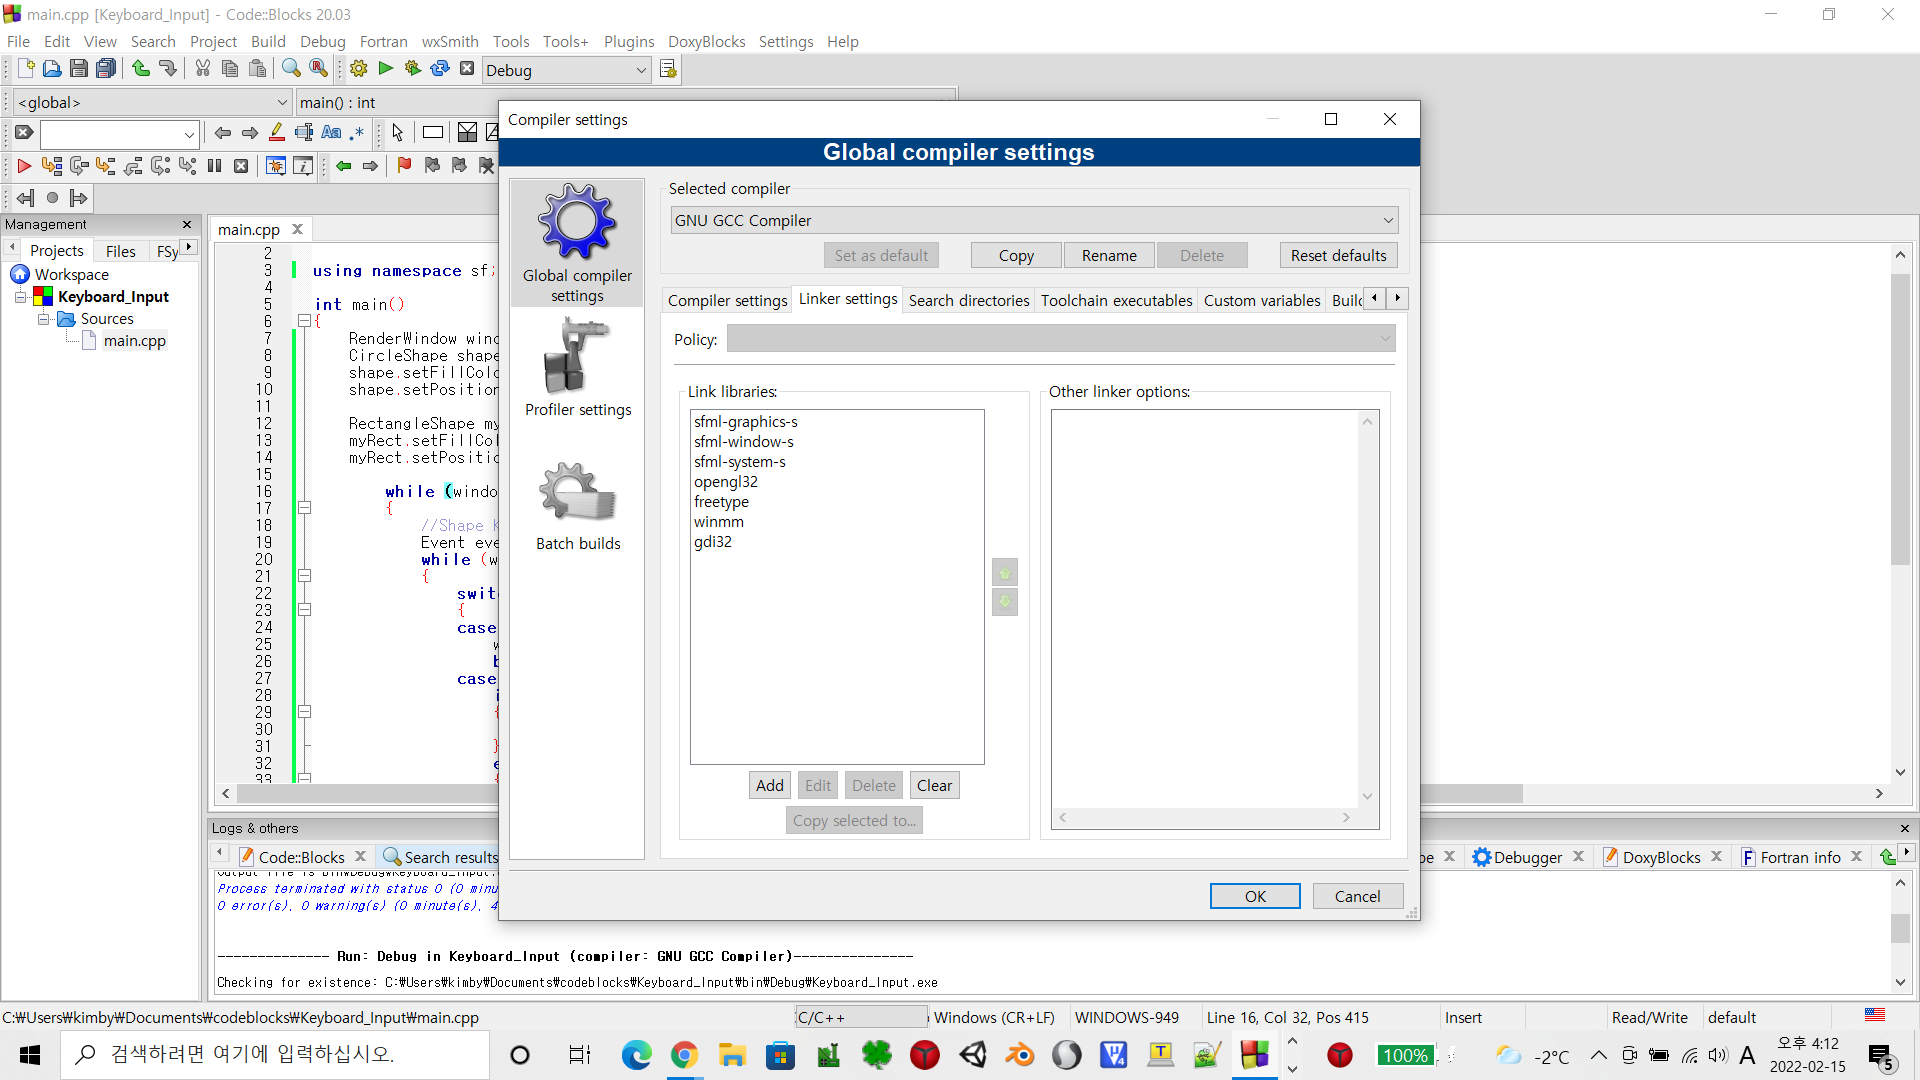 main.cpp [Keyboard_Input] - Code::Blocks 20.03
File Edit View Search Project Build Debug Fortran wxSmith Tools Tools+ Plugins DoxyBlocks Settings Help
Debug
<global>
main() : int
Management
Projects
Files
FSy
Workspace
Keyboard_Input
Sources
main.cpp
main.cpp
2
3 using namespace sf;
4
5 int main()
6 {
7 Render₩indow wind
8 CircleShape shape
9 shape.setFillColo
10 shape.setPosition
11
12 RectangleShape my
13 myRect.setFillCol
14 myRect.setPositio
15
16 while (windo
17 {
18 //Shape K
19 Event eve
20 while (w
21 {
22 swit
23 {
24 case
25 w
26 b
27 case
28 i
29 {
30
31 }
32 e
33 {
Compiler settings
Global compiler settings
Global compiler settings
Profiler settings
Batch builds
Selected compiler
GNU GCC Compiler
Set as default
Copy
Rename
Delete
Reset defaults
Compiler settings
Linker settings
Search directories
Toolchain executables
Custom variables
Build
Policy:
Link libraries:
sfml-graphics-s
sfml-window-s
sfml-system-s
opengl32
freetype
winmm
gdi32
Add
Edit
Delete
Clear
Copy selected to...
Other linker options:
OK
Cancel
Logs & others
Code::Blocks
Search results
Debugger
DoxyBlocks
Fortran info
Output file is bin₩Debug₩Keyboard_Input.
Process terminated with status 0 (0 minu
0 error(s), 0 warning(s) (0 minute(s), 4
-------------- Run: Debug in Keyboard_Input (compiler: GNU GCC Compiler)---------------
Checking for existence: C:₩Users₩kimby₩Documents₩codeblocks₩Keyboard_Input₩bin₩Debug₩Keyboard_Input.exe
C:₩Users₩kimby₩Documents₩codeblocks₩Keyboard_Input₩main.cpp
C/C++
Windows (CR+LF)
WINDOWS-949
Line 16, Col 32, Pos 415
Insert
Read/Write
default
검색하려면 여기에 입력하십시오.
100%
-2°C
A
오후 4:12
2022-02-15
5